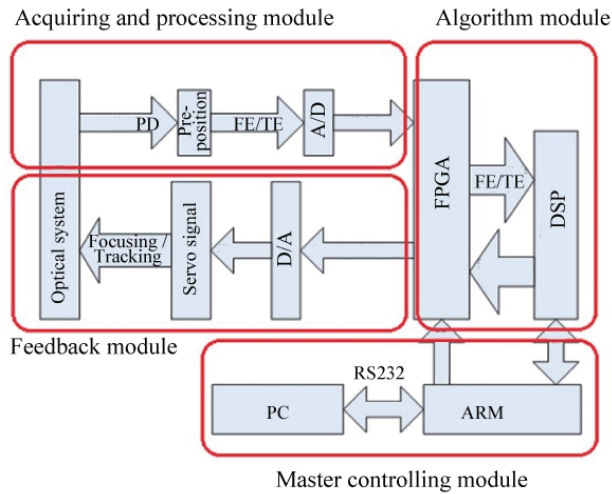 Acquiring and processing module
Algorithm module
PD
Pre-
position
FE/TE
A/D
FPGA
FE/TE
DSP
Optical system
Focusing /
Tracking
Servo signal
D/A
Feedback module
RS232
PC
ARM
Master controlling module